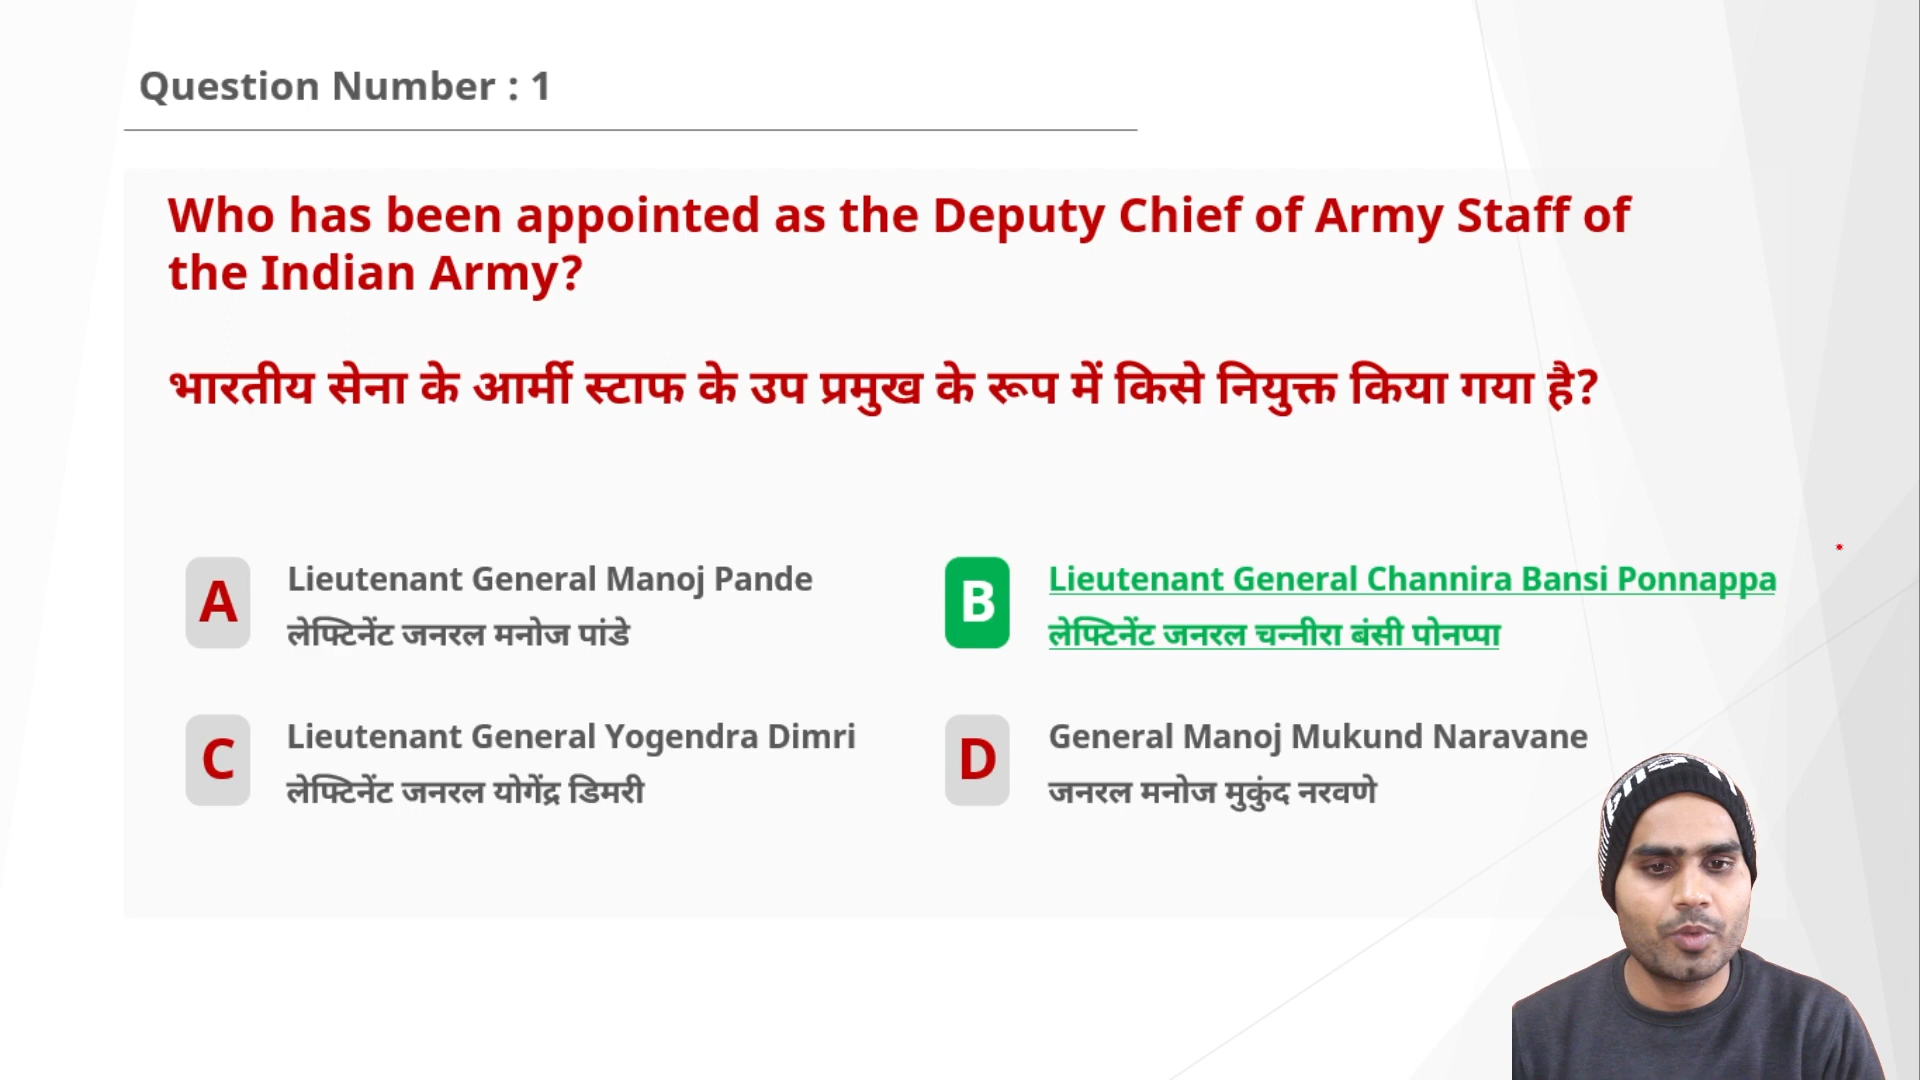 Question Number : 1
Who has been appointed as the Deputy Chief of Army Staff of
the Indian Army?
भारतीय सेना के आर्मी स्टाफ के उप प्रमुख के रूप में किसे नियुक्त किया गया है?
A
Lieutenant General Manoj Pande
लेफ्टिनेंट जनरल मनोज पांडे
B
Lieutenant General Channira Bansi Ponnappa
लेफ्टिनेंट जनरल चन्नीरा बंसी पोनप्पा
C
Lieutenant General Yogendra Dimri
लेफ्टिनेंट जनरल योगेंद्र डिमरी
D
General Manoj Mukund Naravane
जनरल मनोज मुकुंद नरवणे